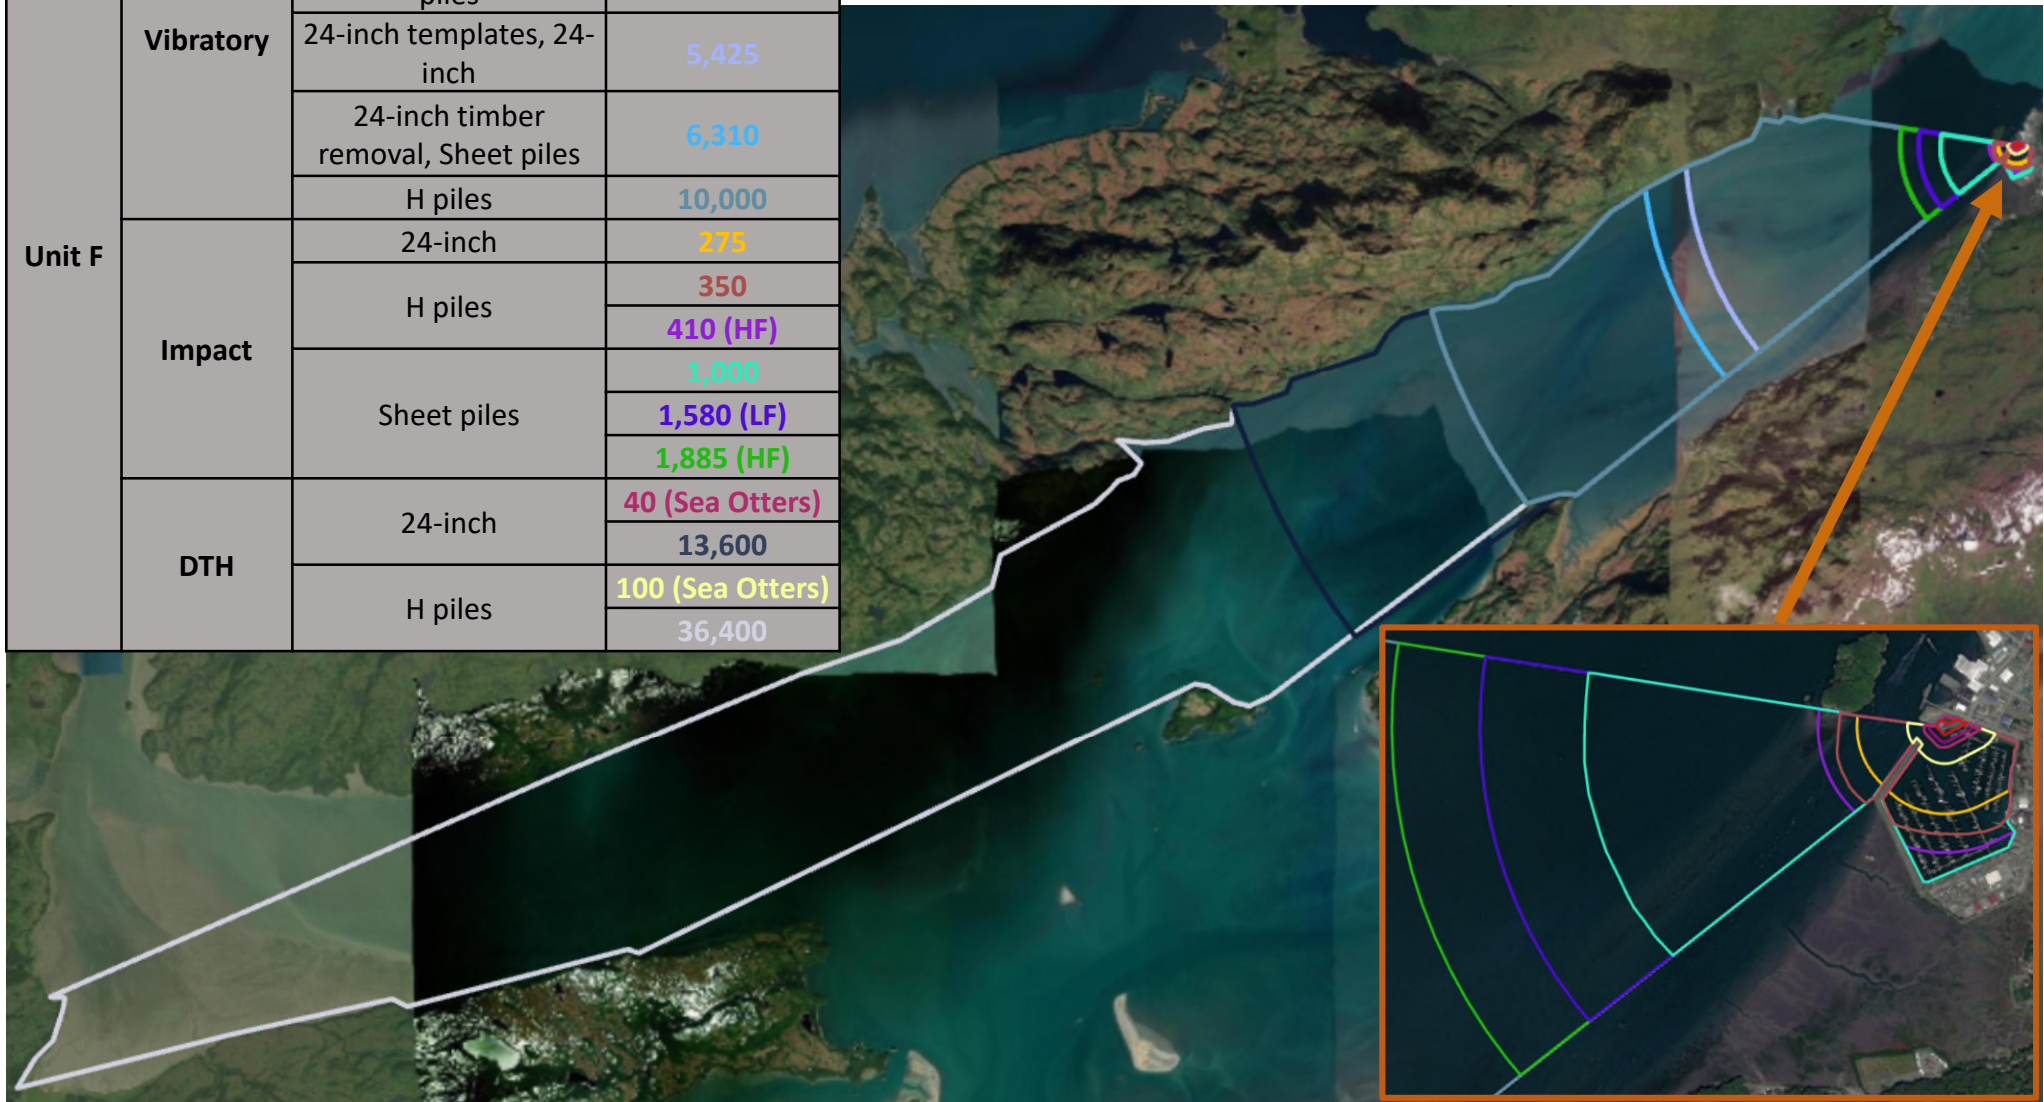 piles
Vibratory
24-inch templates, 24-
inch
5,425
24-inch timber
removal, Sheet piles
6,310
H piles
10,000
Unit F
Impact
24-inch
275
H piles
350
410 (HF)
Sheet piles
1,000
1,580 (LF)
1,885 (HF)
DTH
24-inch
40 (Sea Otters)
13,600
H piles
100 (Sea Otters)
36,400